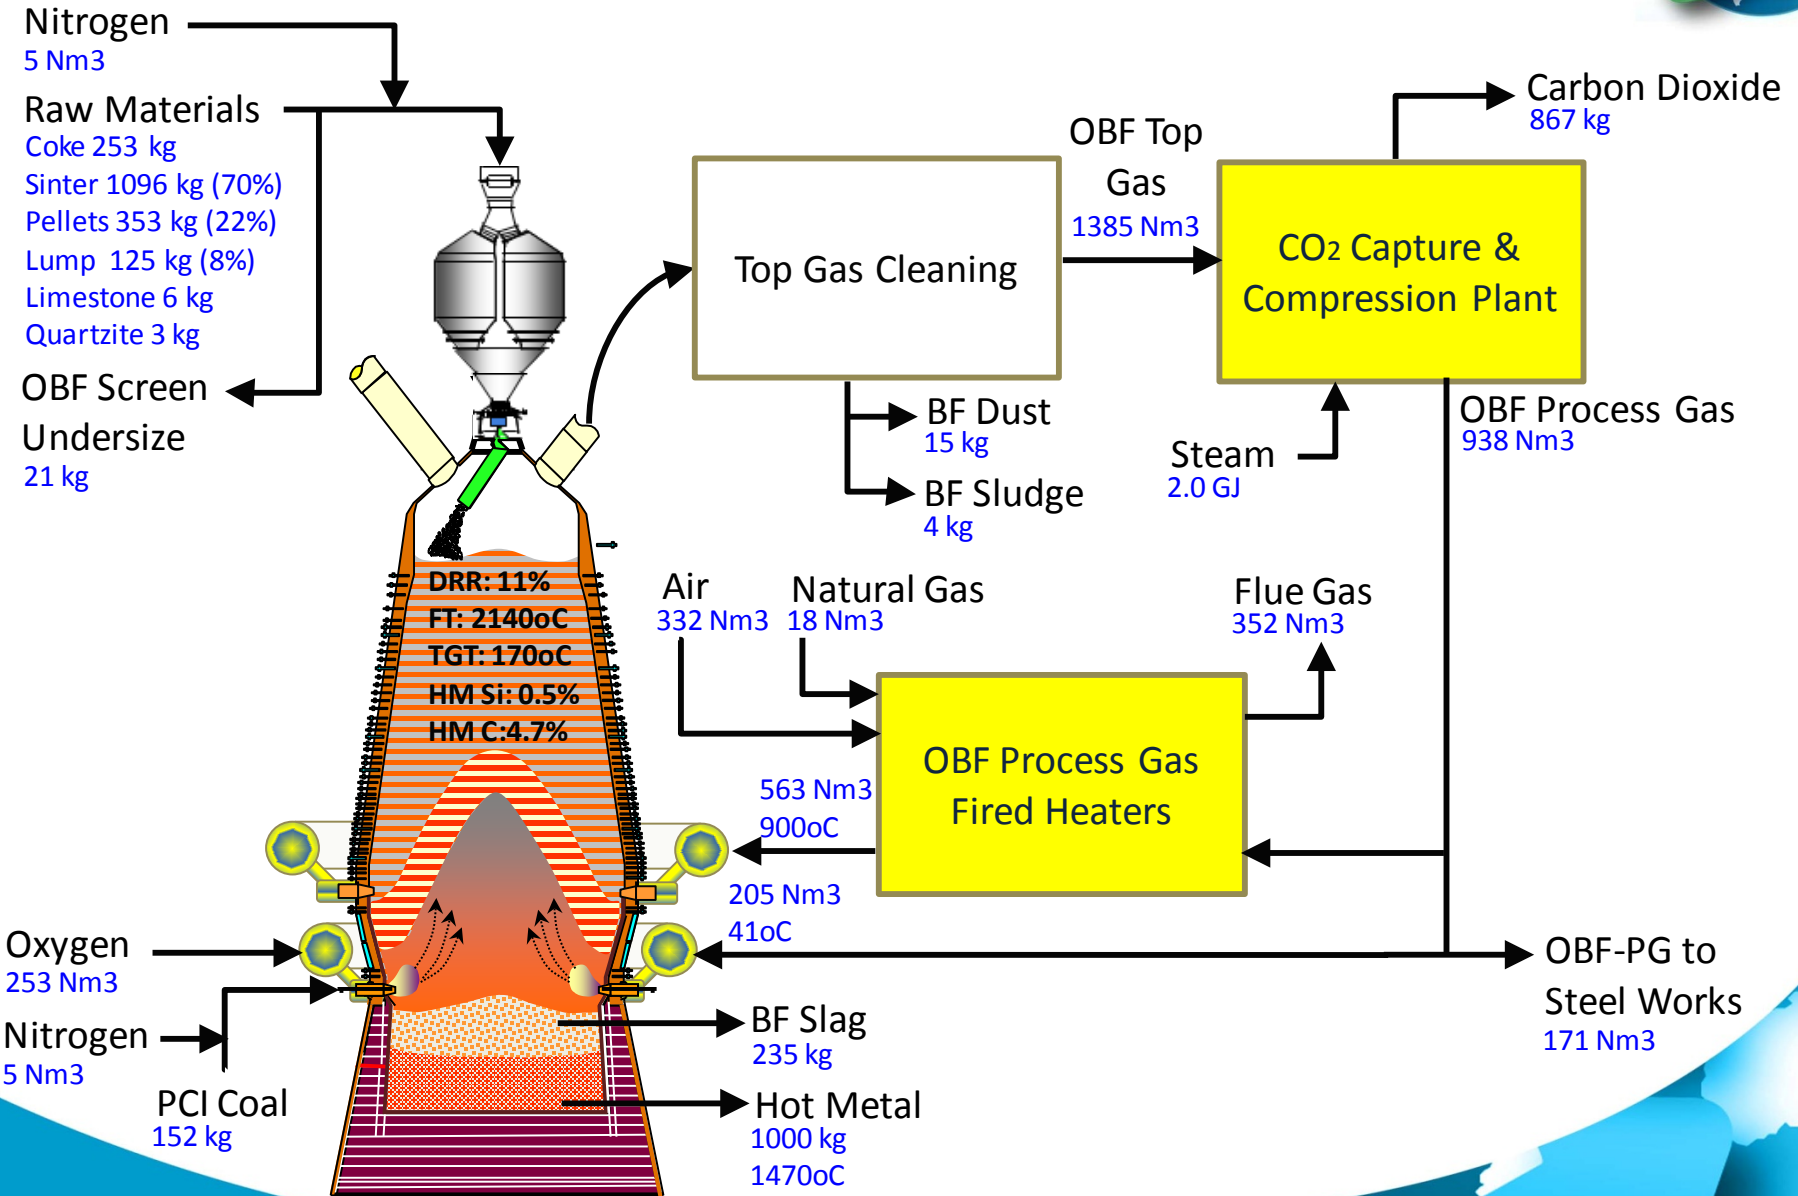 Nitrogen
5 Nm3
Raw Materials
Coke 253 kg
Sinter 1096 kg (70%)
Pellets 353 kg (22%)
Lump 125 kg (8%)
Limestone 6 kg
Quartzite 3 kg
OBF Screen
Undersize
21 kg
Top Gas Cleaning
OBF Top
Gas
1385 Nm3
CO2 Capture &
Compression Plant
Carbon Dioxide
867 kg
BF Dust
15 kg
BF Sludge
4 kg
Steam
2.0 GJ
OBF Process Gas
938 Nm3
DRR: 11%
FT: 2140oC
TGT: 170oC
HM Si: 0.5%
HM C:4.7%
Air
332 Nm3
Natural Gas
18 Nm3
Flue Gas
352 Nm3
OBF Process Gas
Fired Heaters
563 Nm3
900oC
205 Nm3
41oC
Oxygen
253 Nm3
Nitrogen
5 Nm3
PCI Coal
152 kg
BF Slag
235 kg
Hot Metal
1000 kg
1470oC
OBF-PG to
Steel Works
171 Nm3